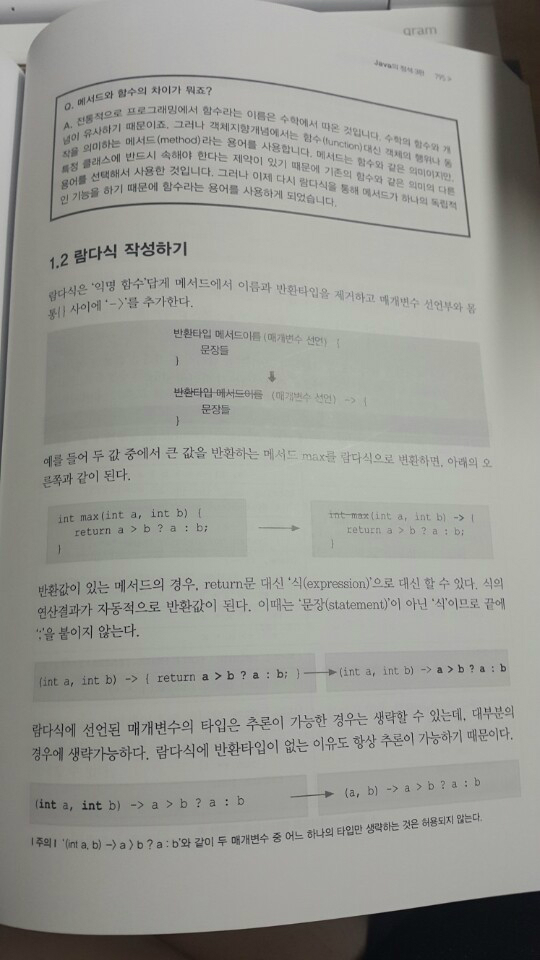 gram
Java의 정석 3판 795
Q. 메서드와 함수의 차이가 뭐죠?
A. 전통적으로 프로그래밍에서 함수라는 이름은 수학에서 따온 것입니다. 수학의 함수와 개
념이 유사하기 때문이죠. 그러나 객체지향개념에서는 함수(function)대신 객체의 행위나 동
작을 의미하는 메서드(method)라는 용어를 사용합니다. 메서드는 함수와 같은 의미이지만,
특정 클래스에 반드시 속해야 한다는 제약이 있기 때문에 기존의 함수와 같은 의미의 다른
용어를 선택해서 사용한 것입니다. 그러나 이제 다시 람다식을 통해 메서드가 하나의 독립적
인 기능을 하기 때문에 함수라는 용어를 사용하게 되었습니다.
1.2 람다식 작성하기
람다식은 '익명 함수'답게 메서드에서 이름과 반환타입을 제거하고 매개변수 선언부와 몸
통{} 사이에 '->'를 추가한다.
반환타입 메서드이름 (매개변수 선언) {
문장들
}
반환타입 메서드이름 (매개변수 선언) -> {
문장들
}
예를 들어 두 값 중에서 큰 값을 반환하는 메서드 max를 람다식으로 변환하면, 아래의 오
른쪽과 같이 된다.
int max(int a, int b) {
return a > b ? a : b;
}
int max(int a, int b) -> {
return a > b ? a : b;
}
반환값이 있는 메서드의 경우, return문 대신 '식(expression)'으로 대신 할 수 있다. 식의
연산결과가 자동적으로 반환값이 된다. 이때는 '문장(statement)'이 아닌 '식'이므로 끝에
';'을 붙이지 않는다.
(int a, int b) -> { return a > b ? a : b; } (int a, int b) -> a > b ? a : b
람다식에 선언된 매개변수의 타입은 추론이 가능한 경우는 생략할 수 있는데, 대부분의
경우에 생략가능하다. 람다식에 반환타입이 없는 이유도 항상 추론이 가능하기 때문이다.
(int a, int b) -> a > b ? a : b (a, b) -> a > b ? a : b
|주의| '(int a, b) -> a > b ? a : b'와 같이 두 매개변수 중 어느 하나의 타입만 생략하는 것은 허용되지 않는다.